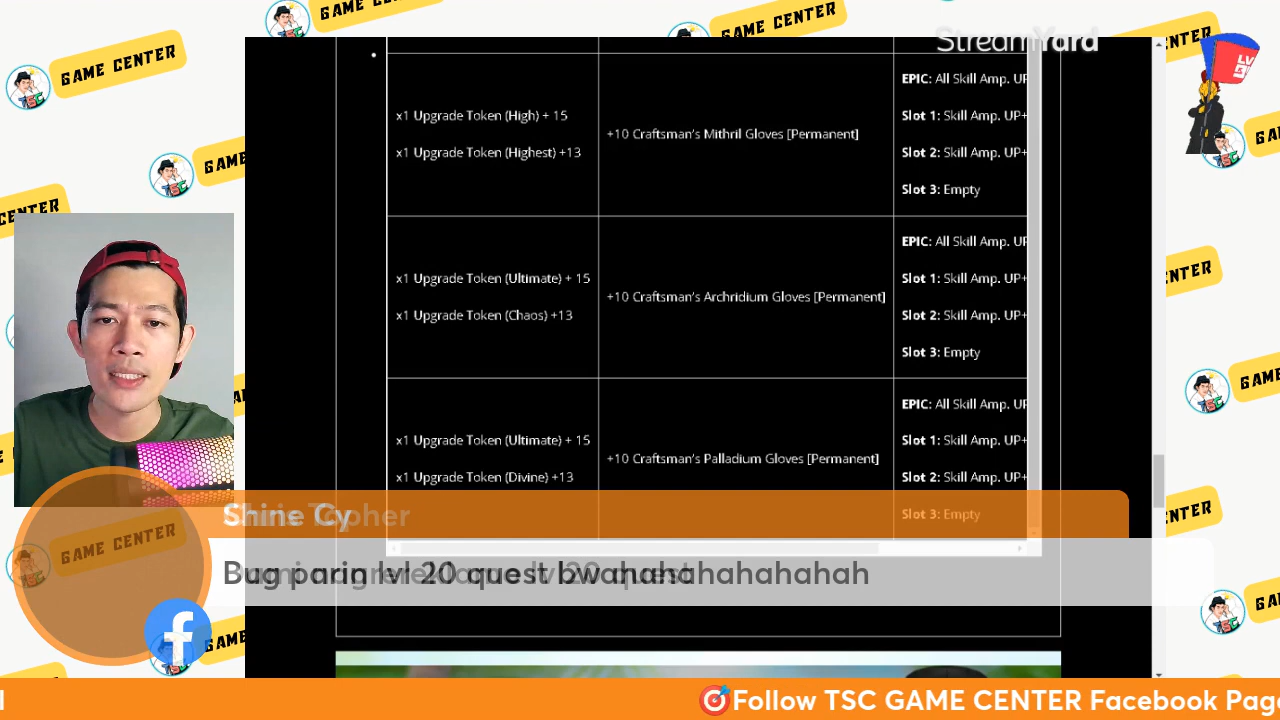 GAME CENTER
GAME CENTER
StreamYard
EPIC: All Skill Amp. UP
x1 Upgrade Token (High) + 15
Slot 1: Skill Amp. UP+
+10 Craftsman's Mithril Gloves [Permanent]
x1 Upgrade Token (Highest) +13
Slot 2: Skill Amp. UP+
Slot 3: Empty
EPIC: All Skill Amp. UP
x1 Upgrade Token (Ultimate) + 15
Slot 1: Skill Amp. UP+
+10 Craftsman's Archridium Gloves [Permanent]
x1 Upgrade Token (Chaos) +13
Slot 2: Skill Amp. UP+
Slot 3: Empty
EPIC: All Skill Amp. UP
x1 Upgrade Token (Ultimate) + 15
Slot 1: Skill Amp. UP+
+10 Craftsman's Palladium Gloves [Permanent]
x1 Upgrade Token (Divine) +13
Slot 2: Skill Amp. UP+
Slot 3: Empty
Shine Cy
Bug parin lvl 20 quest bwahahahahahahah
GAME CENTER
Follow TSC GAME CENTER Facebook Page